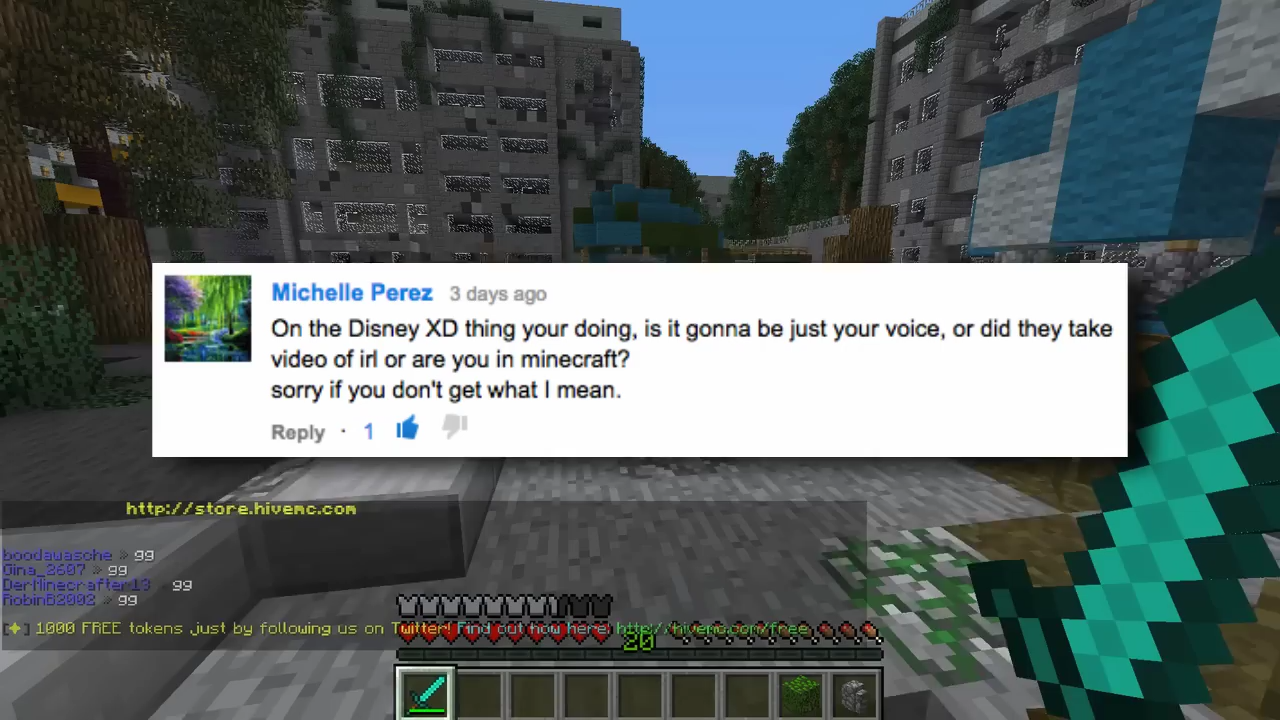 Michelle Perez 3 days ago
On the Disney XD thing your doing, is it gonna be just your voice, or did they take
video of irl or are you in minecraft?
sorry if you don't get what I mean.
Reply · 1
http://store.hivemc.com
boodawasche » gg
Gina_2607 » gg
DerMinecrafter13 » gg
RobinB2002 » gg
[✦] 1000 FREE tokens just by following us on Twitter! Find out how here! http://hivemc.com/free
20